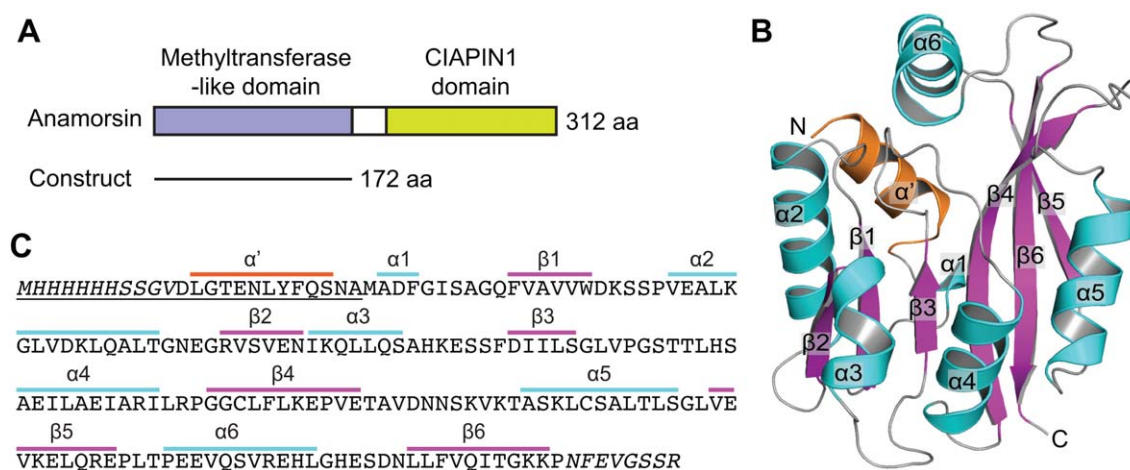 A
Methyltransferase
-like domain
CIAPIN1
domain
Anamorsin
312 aa
Construct
172 aa
B
α6
N
α2
α'
β1
β4
β5
β6
α1
β3
α5
β2
α3
α4
C
C
α' α1 β1 α2
MHHHHHHSSGVDLGTENLYFQSNAMADFGISAGQFVAVVWDKSSPVEALK
β2 α3 β3
GLVDKLQALTGNEGRVSVENIKQLLQSAHKESSFDIILSGLVPGSTTLHS
α4 β4 α5
AEILAEIARILRPGGCLFLKEPVETAVDNNSKVKTASKLCSALTLSGLVE
β5 α6 β6
VKELQREPLTPEEVQSVREHLGHESDNLLFVQITGKKPNFEVGSSR